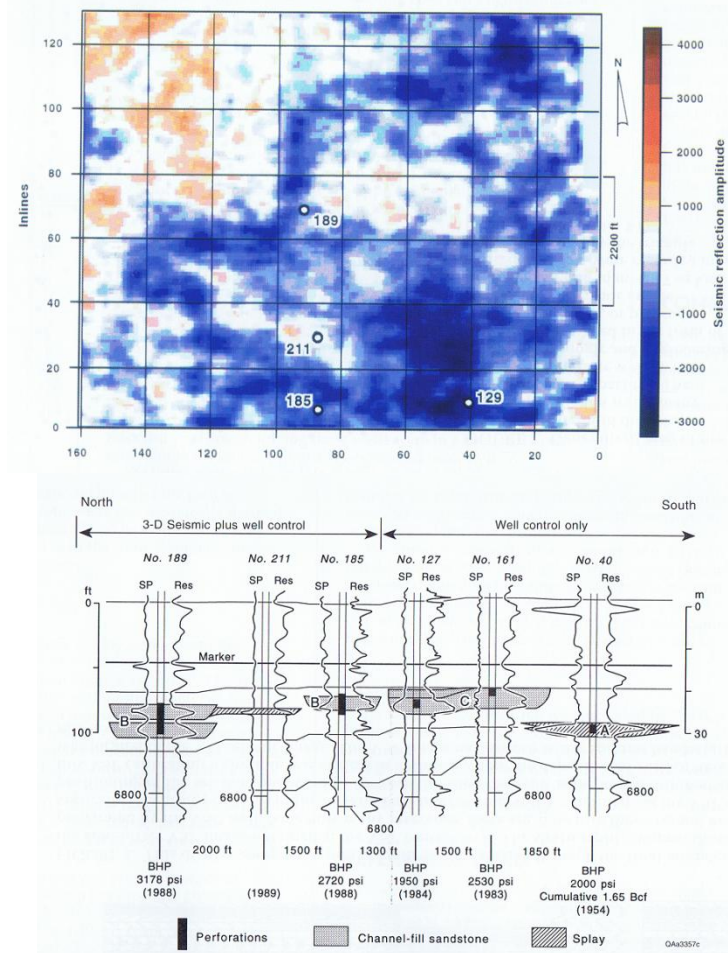 120
100
80
60
40
20
0
Inlines
160
140
120
100
80
60
40
20
0
189
211
185
129
N
2200 ft
4000
3000
2000
1000
0
-1000
-2000
-3000
Seismic reflection amplitude
North
South
3-D Seismic plus well control
Well control only
No. 189
No. 211
No. 185
No. 127
No. 161
No. 40
SP Res
SP Res
SP Res
SP Res
SP Res
SP Res
ft
m
0
0
Marker
B
B
C
A
100
30
6800
6800
6800
6800
6800
6800
2000 ft
1500 ft
1300 ft
1500 ft
1850 ft
BHP
3178 psi
(1988)
(1989)
BHP
2720 psi
(1988)
BHP
1950 psi
(1984)
BHP
2530 psi
(1983)
BHP
2000 psi
Cumulative 1.65 Bcf
(1954)
Perforations
Channel-fill sandstone
Splay
QAa3357c